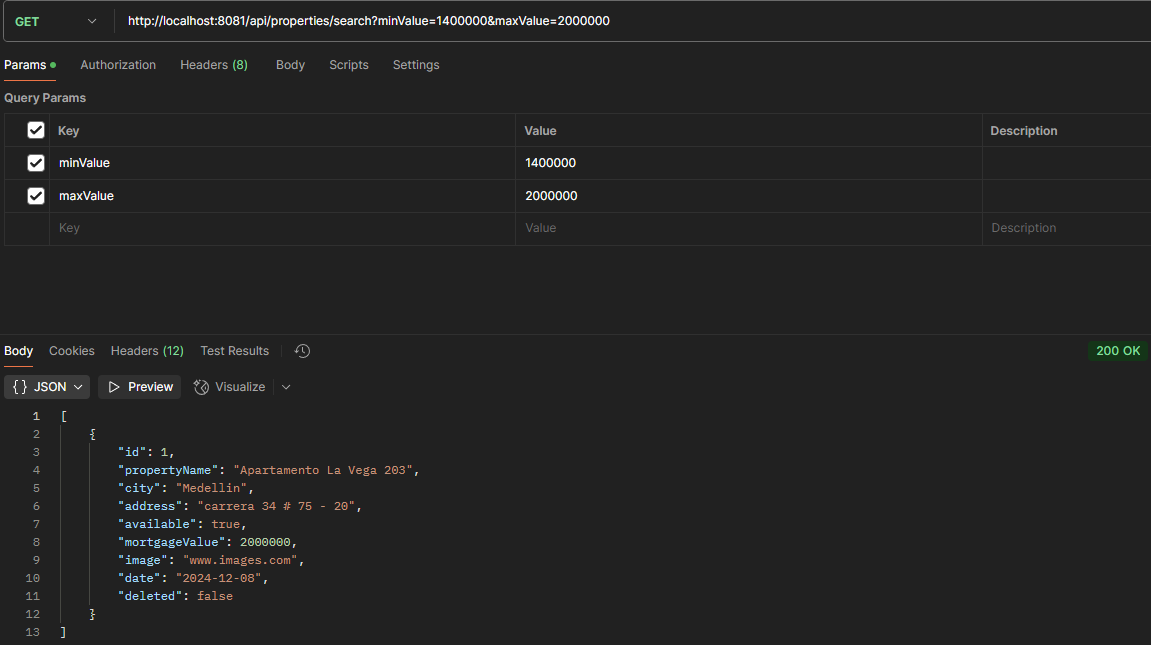 GET http://localhost:8081/api/properties/search?minValue=1400000&maxValue=2000000
Params Authorization Headers (8) Body Scripts Settings
Query Params
Key Value Description
minValue 1400000
maxValue 2000000
Key Value Description
Body Cookies Headers (12) Test Results 200 OK
{} JSON Preview Visualize
1 [
2 {
3 "id": 1,
4 "propertyName": "Apartamento La Vega 203",
5 "city": "Medellin",
6 "address": "carrera 34 # 75 - 20",
7 "available": true,
8 "mortgageValue": 2000000,
9 "image": "www.images.com",
10 "date": "2024-12-08",
11 "deleted": false
12 }
13 ]